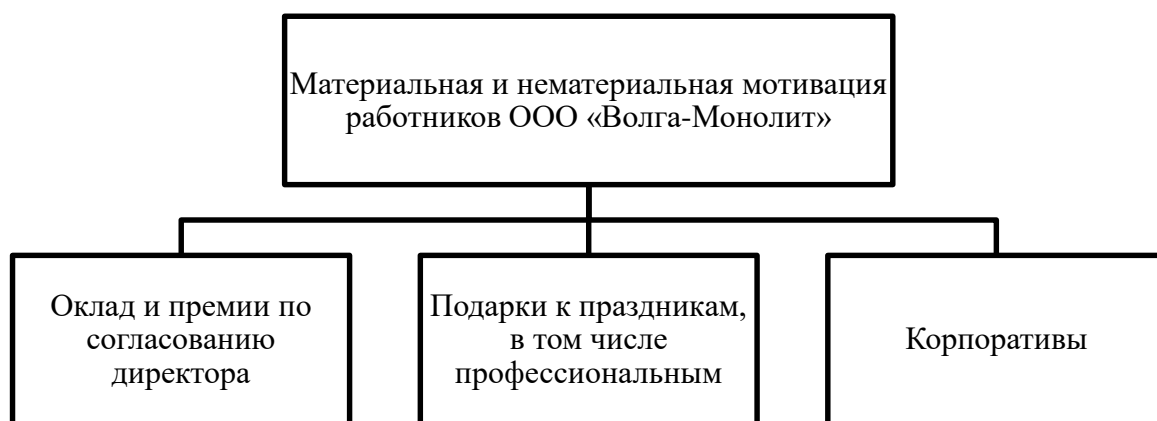 Материальная и нематериальная мотивация
работников ООО «Волга-Монолит»
Оклад и премии по
согласованию
директора
Подарки к праздникам,
в том числе
профессиональным
Корпоративы